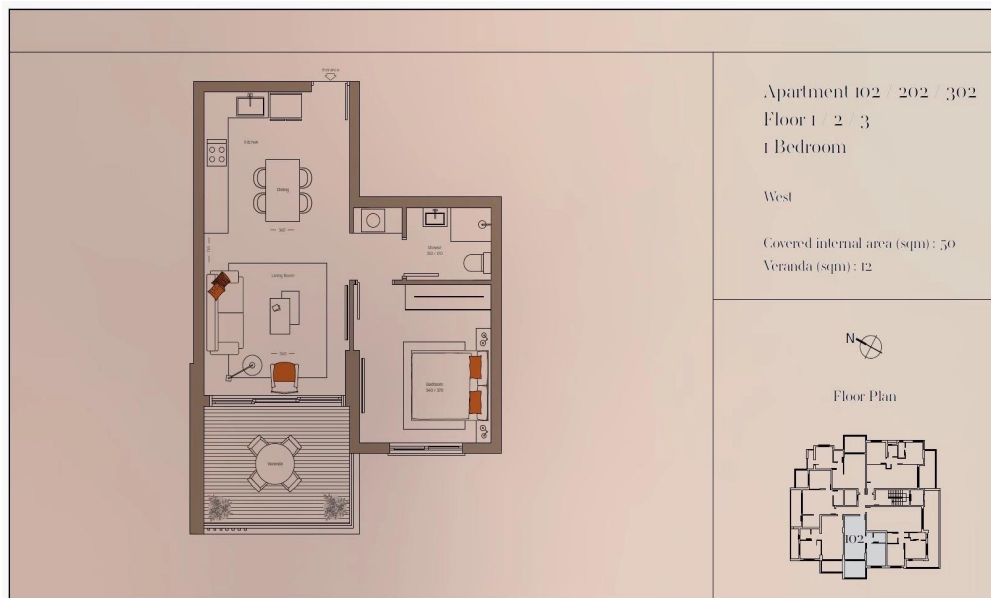 Entrance
Kitchen
Dining
Living Room
Shower
Bedroom
Veranda
Apartment 102 / 202 / 302
Floor 1 / 2 / 3
1 Bedroom
West
Covered internal area (sqm) : 50
Veranda (sqm) : 12
N
Floor Plan
102